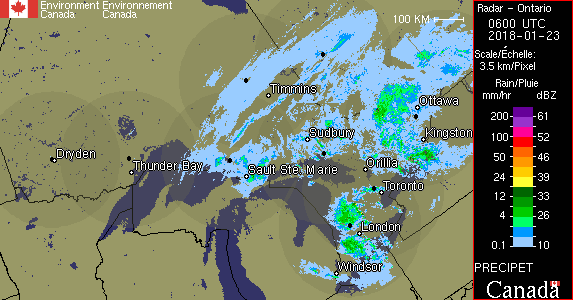 Environment Environnement
Canada Canada
100 KM
Radar - Ontario
0600 UTC
2018-01-23
Scale/Échelle:
3.5 km/Pixel
Rain/Pluie
mm/hr dBZ
200 61
100 52
50 46
24 39
12 33
4 26
0.1 10
PRECIPET
Canada
Timmins
Ottawa
Sudbury
Kingston
Dryden
Thunder Bay
Sault Ste, Marie
Orillia
Toronto
London
Windsor